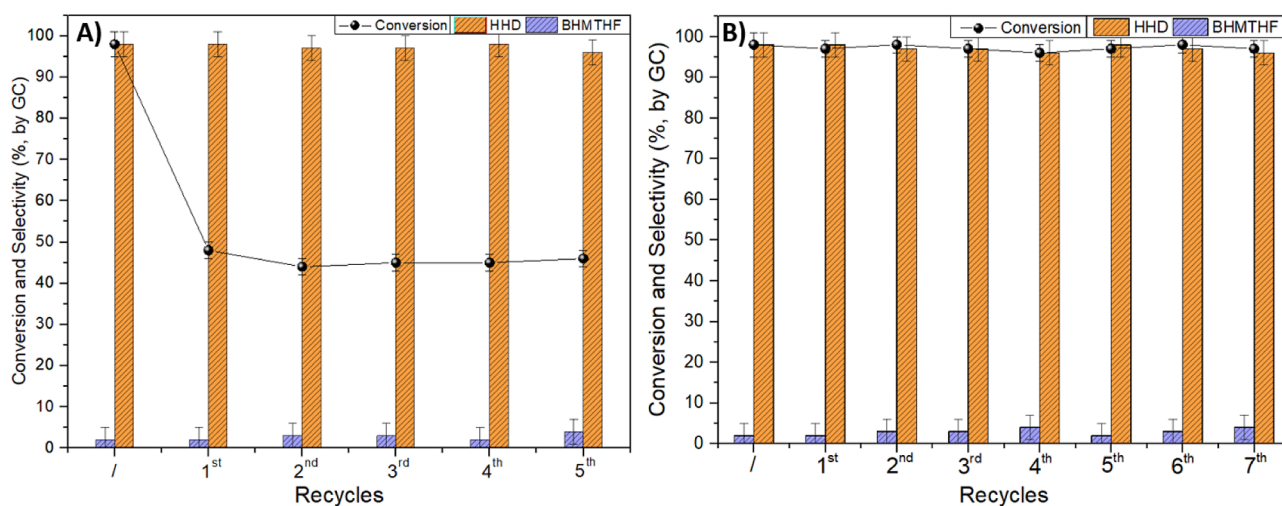 A)
Conversion HHD BHMTHF
Conversion and Selectivity (%, by GC)
100
90
80
70
60
50
40
30
20
10
0
/ 1st 2nd 3rd 4th 5th
Recycles
B)
Conversion HHD BHMTHF
Conversion and Selectivity (%, by GC)
100
90
80
70
60
50
40
30
20
10
0
/ 1st 2nd 3rd 4th 5th 6th 7th
Recycles